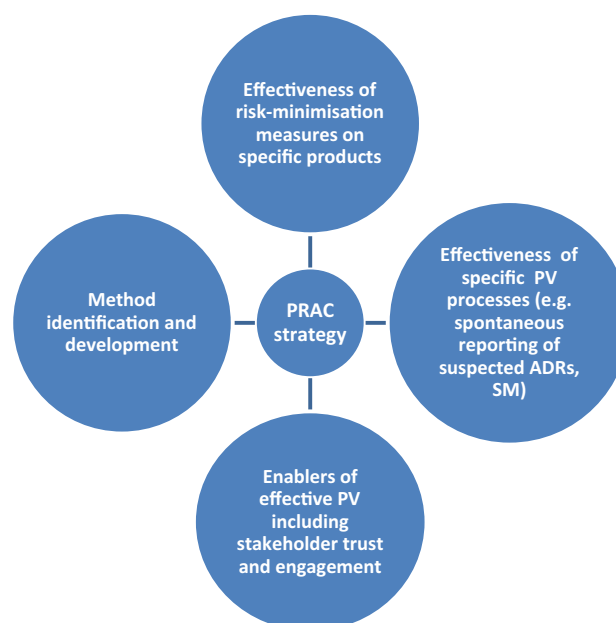 Effectiveness of
risk-minimisation
measures on
specific products
Method
identification and
development
PRAC
strategy
Effectiveness of
specific PV
processes (e.g.
spontaneous
reporting of
suspected ADRs,
SM)
Enablers of
effective PV
including
stakeholder trust
and engagement